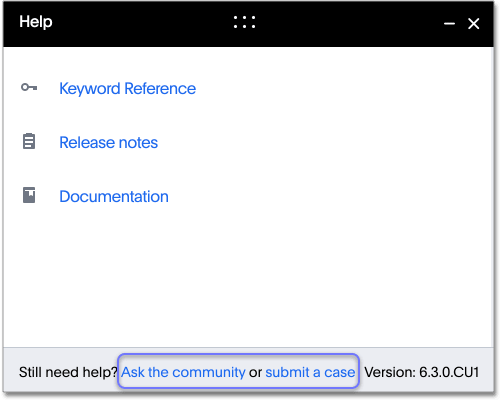 Help
Keyword Reference
Release notes
Documentation
Still need help? Ask the community or submit a case Version: 6.3.0.CU1